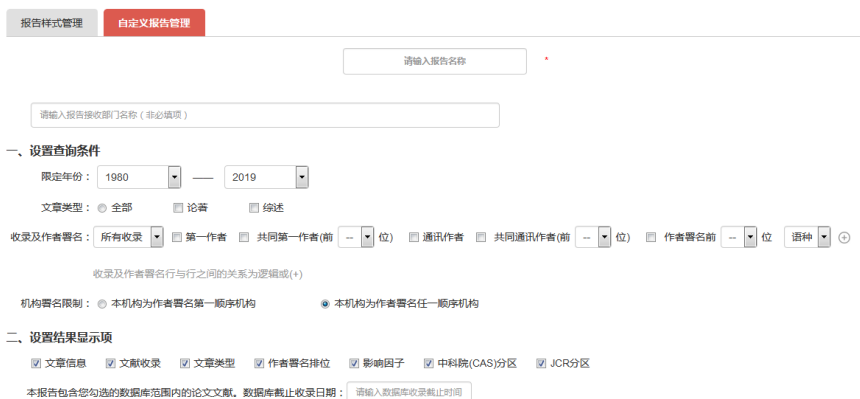 报告样式管理 自定义报告管理
请输入报告名称 *
请输入报告接收部门名称（非必填项）
一、设置查询条件
限定年份： 1980 —— 2019
文章类型： 全部 论著 综述
收录及作者署名： 所有收录 第一作者 共同第一作者(前 -- 位) 通讯作者 共同通讯作者(前 -- 位) 作者署名前 -- 位 语种
收录及作者署名行与行之间的关系为逻辑或(+)
机构署名限制： 本机构为作者署名第一顺序机构 本机构为作者署名任一顺序机构
二、设置结果显示项
文章信息 文献收录 文章类型 作者署名排位 影响因子 中科院(CAS)分区 JCR分区
本报告包含您勾选的数据库范围内的论文文献。数据库截止收录日期： 请输入数据库收录截止时间